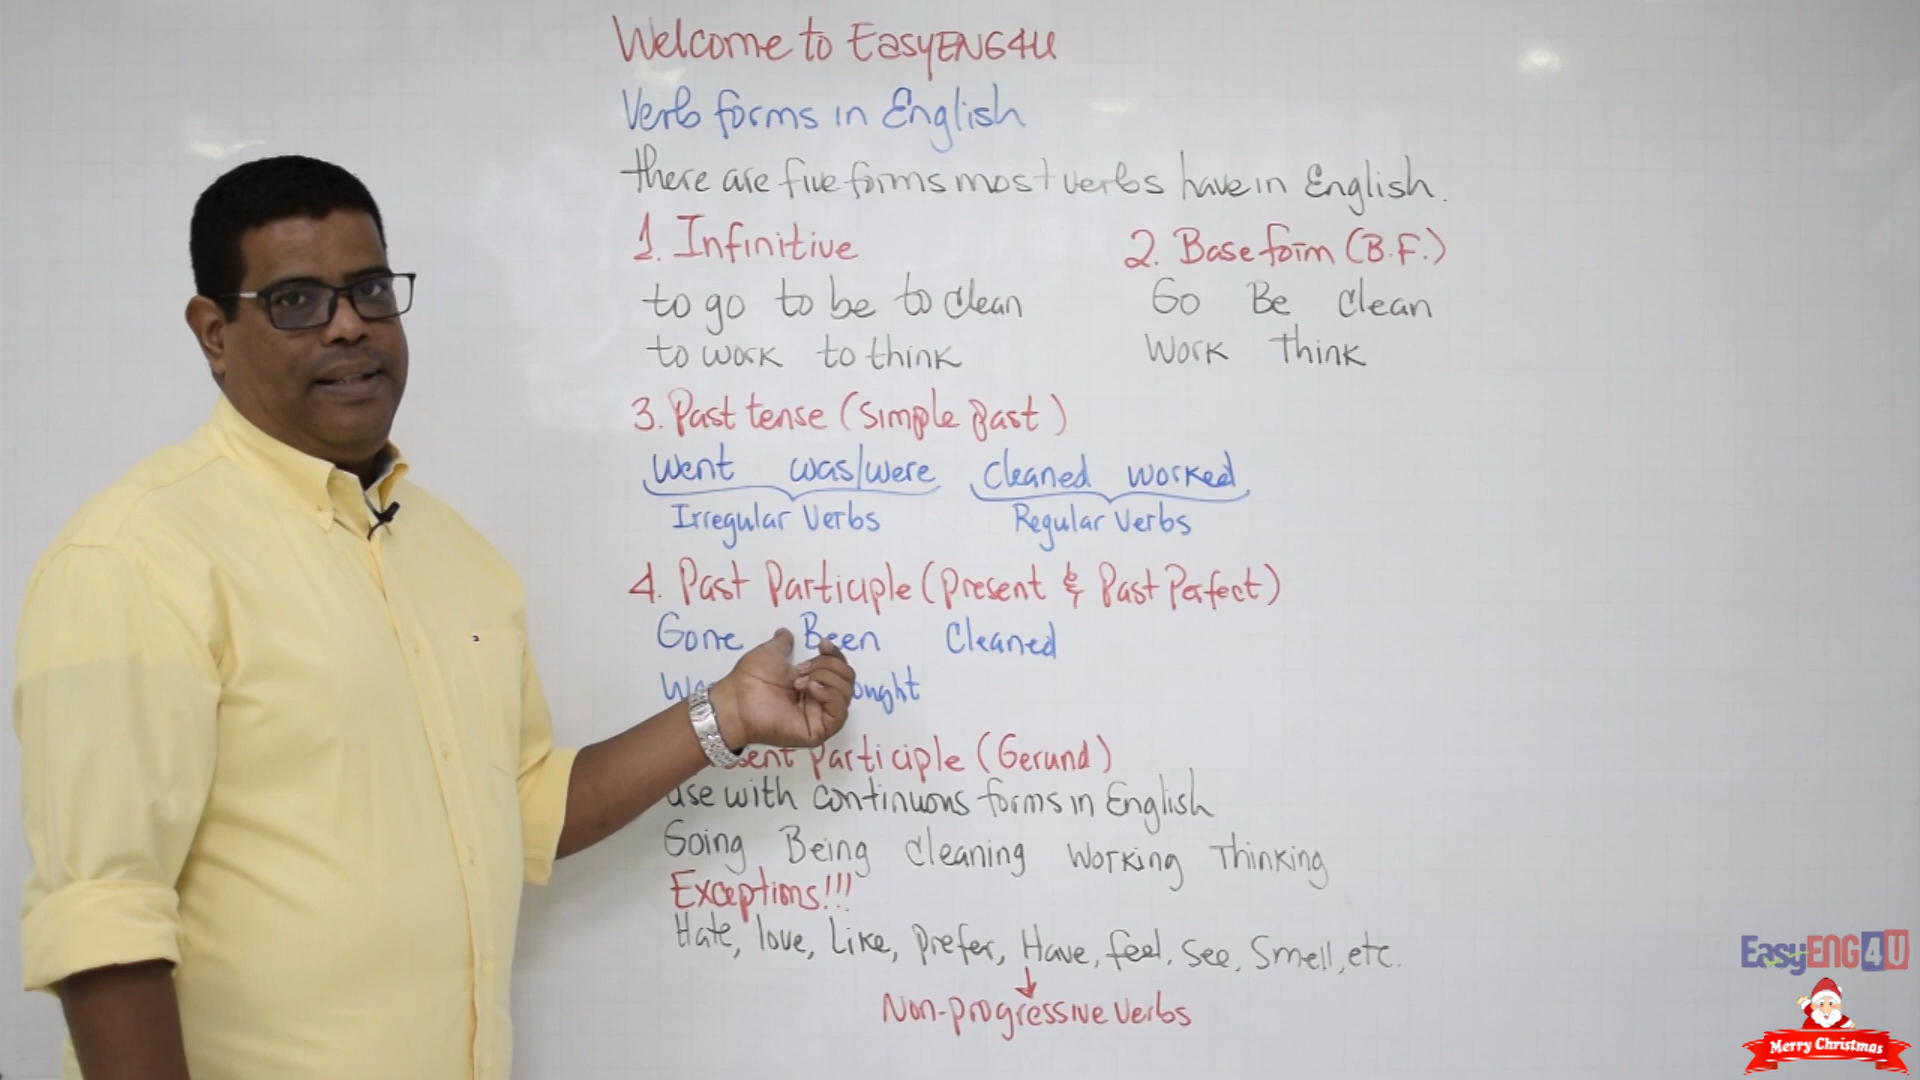 Welcome to EasyENG4U
Verb forms in English
there are five forms most verbs have in English.
1. Infinitive
to go to be to clean
to work to think
2. Base form (B.F.)
Go Be Clean
Work Think
3. Past tense (simple past)
Went was/were cleaned worked
Irregular Verbs Regular Verbs
4. Past Participle (present & Past Perfect)
Gone Been Cleaned
Participle (Gerund)
use with continuous forms in English
Going Being Cleaning Working Thinking
Exceptions!!!
Hate, love, Like, Prefer, Have, feel, see, Smell, etc.
Non-progressive verbs
EasyENG4U
Merry Christmas